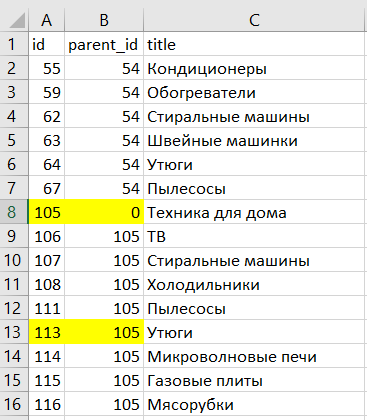 A B C
1 id parent_id title
2 55 54 Кондиционеры
3 59 54 Обогреватели
4 62 54 Стиральные машины
5 63 54 Швейные машинки
6 64 54 Утюги
7 67 54 Пылесосы
8 105 0 Техника для дома
9 106 105 ТВ
10 107 105 Стиральные машины
11 108 105 Холодильники
12 111 105 Пылесосы
13 113 105 Утюги
14 114 105 Микроволновые печи
15 115 105 Газовые плиты
16 116 105 Мясорубки